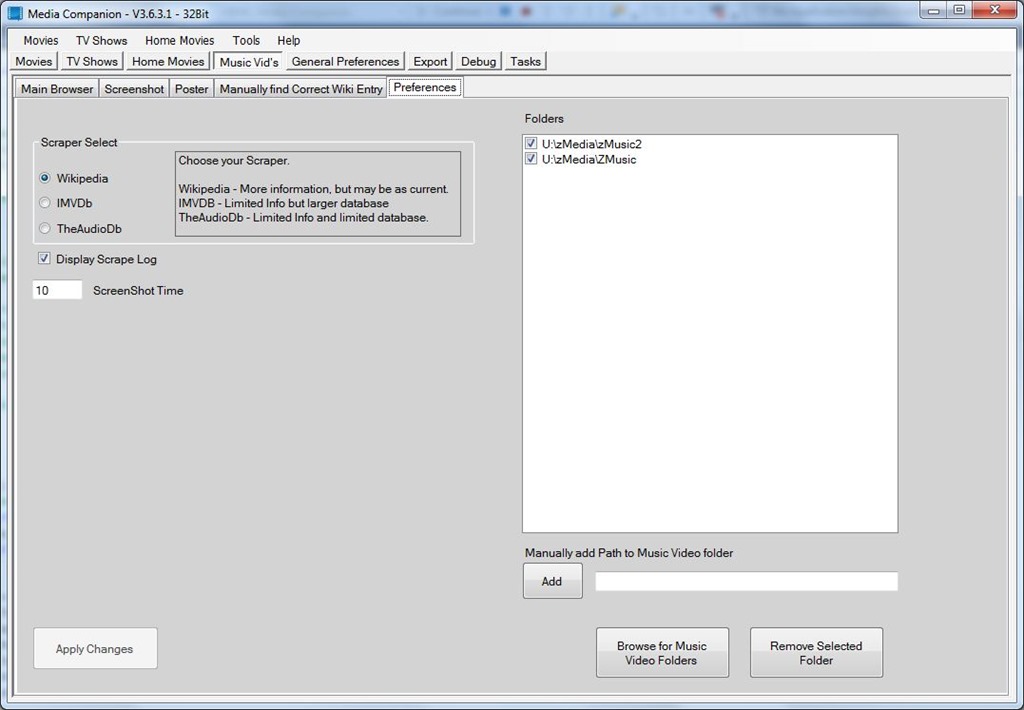 Media Companion - V3.6.3.1 - 32Bit
Movies TV Shows Home Movies Tools Help
Movies TV Shows Home Movies Music Vid's General Preferences Export Debug Tasks
Main Browser Screenshot Poster Manually find Correct Wiki Entry Preferences
Scraper Select
Wikipedia
IMVDb
TheAudioDb
Choose your Scraper.
Wikipedia - More information, but may be as current.
IMVDB - Limited Info but larger database
TheAudioDb - Limited Info and limited database.
Display Scrape Log
10 ScreenShot Time
Apply Changes
Folders
U:\zMedia\zMusic2
U:\zMedia\ZMusic
Manually add Path to Music Video folder
Add
Browse for Music
Video Folders
Remove Selected
Folder